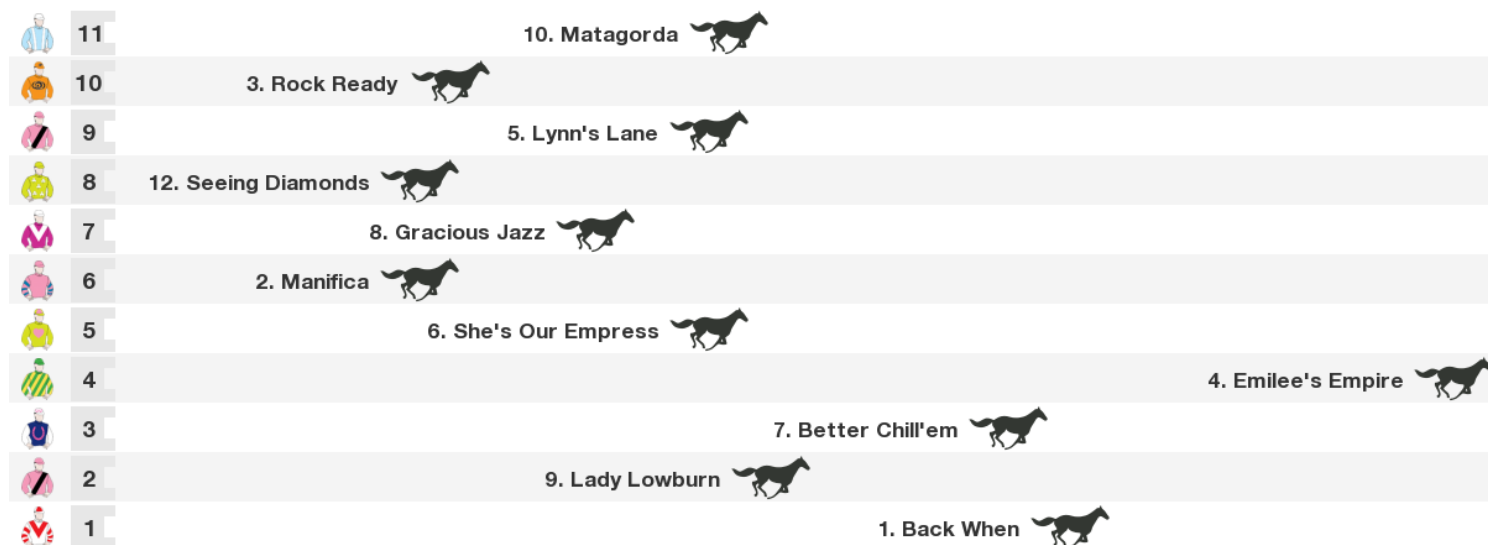 11 10. Matagorda
10 3. Rock Ready
9 5. Lynn's Lane
8 12. Seeing Diamonds
7 8. Gracious Jazz
6 2. Manifica
5 6. She's Our Empress
4 4. Emilee's Empire
3 7. Better Chill'em
2 9. Lady Lowburn
1 1. Back When